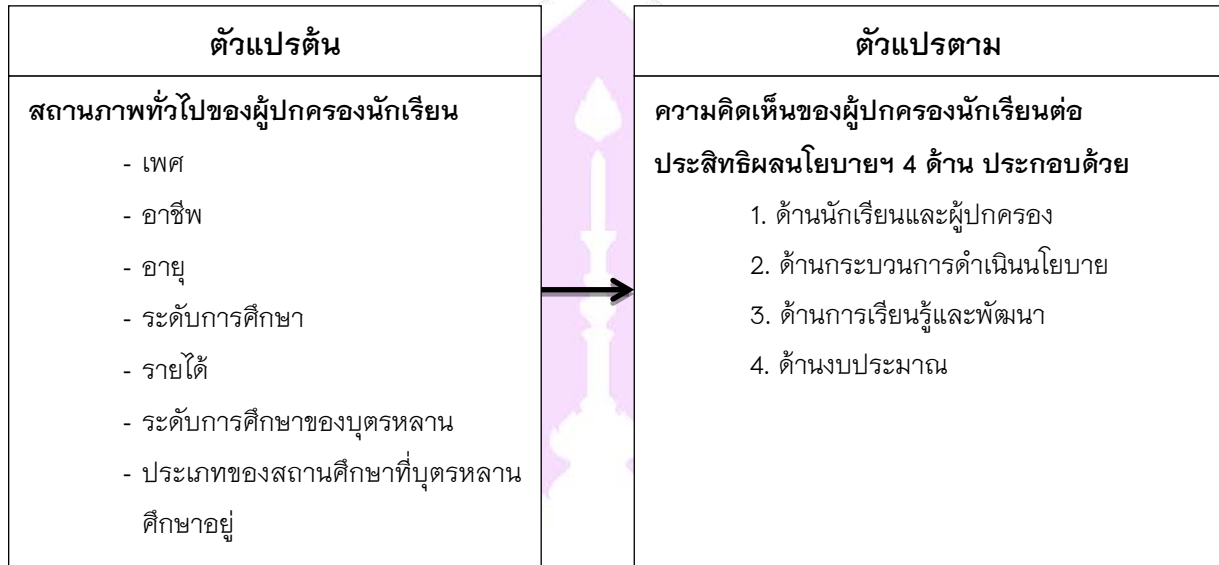 ตัวแปรต้น
สถานภาพทั่วไปของผู้ปกครองนักเรียน
- เพศ
- อาชีพ
- อายุ
- ระดับการศึกษา
- รายได้
- ระดับการศึกษาของบุตรหลาน
- ประเภทของสถานศึกษาที่บุตรหลาน
ศึกษาอยู่
ตัวแปรตาม
ความคิดเห็นของผู้ปกครองนักเรียนต่อ
ประสิทธิผลนโยบายฯ 4 ด้าน ประกอบด้วย
1. ด้านนักเรียนและผู้ปกครอง
2. ด้านกระบวนการดำเนินนโยบาย
3. ด้านการเรียนรู้และพัฒนา
4. ด้านงบประมาณ